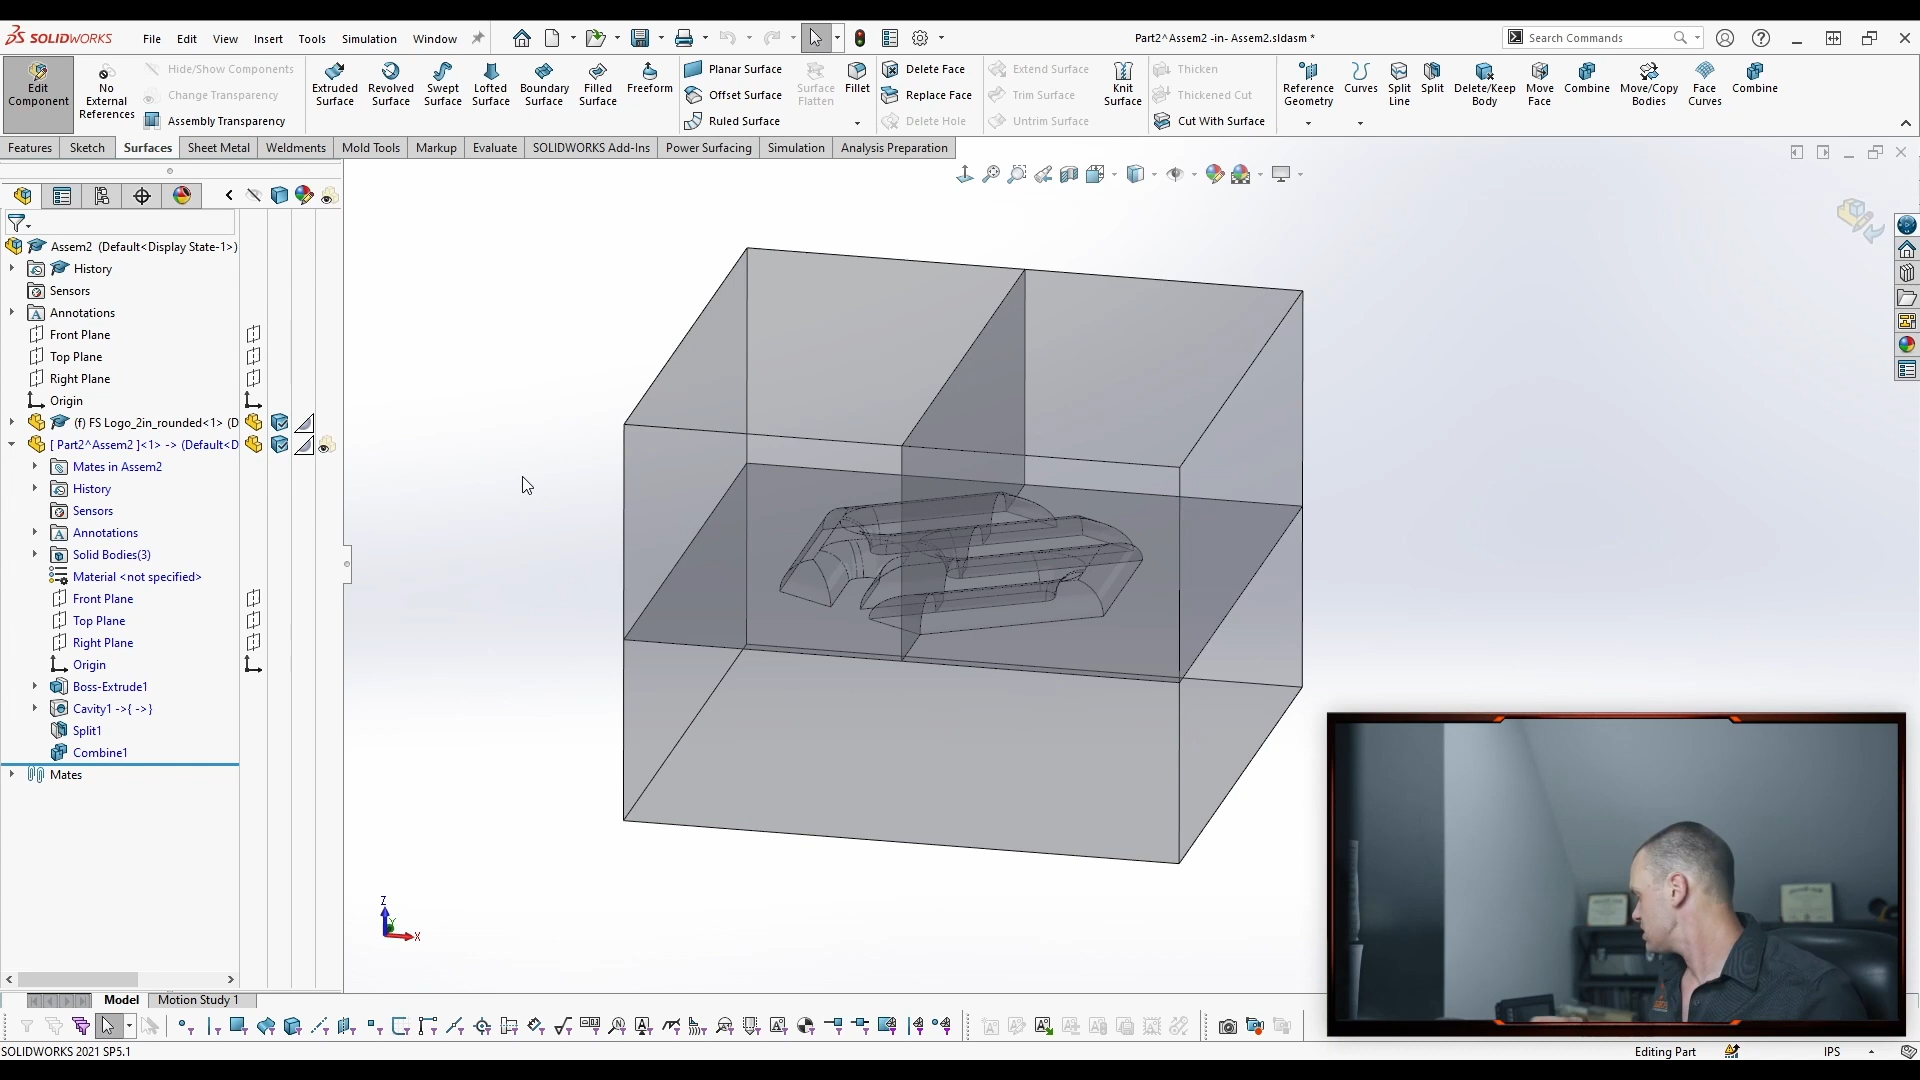 SOLIDWORKS
File Edit View Insert Tools Simulation Window
Part2^Assem2 -in- Assem2.sldasm *
Search Commands
Edit Component
No External References
Hide/Show Components
Change Transparency
Assembly Transparency
Extruded Surface
Revolved Surface
Swept Surface
Lofted Surface
Boundary Surface
Filled Surface
Freeform
Planar Surface
Offset Surface
Ruled Surface
Surface Flatten
Fillet
Delete Face
Replace Face
Delete Hole
Extend Surface
Trim Surface
Untrim Surface
Knit Surface
Thicken
Thickened Cut
Cut With Surface
Reference Geometry
Curves
Split Line
Split
Delete/Keep Body
Move Face
Combine
Move/Copy Bodies
Face Curves
Combine
Features Sketch Surfaces Sheet Metal Weldments Mold Tools Markup Evaluate SOLIDWORKS Add-Ins Power Surfacing Simulation Analysis Preparation
Assem2 (Default<Display State-1>)
History
Sensors
Annotations
Front Plane
Top Plane
Right Plane
Origin
(f) FS Logo_2in_rounded<1> (D
[ Part2^Assem2 ]<1> -> (Default<D
Mates in Assem2
History
Sensors
Annotations
Solid Bodies(3)
Material <not specified>
Front Plane
Top Plane
Right Plane
Origin
Boss-Extrude1
Cavity1 ->{ ->}
Split1
Combine1
Mates
Z
Y
X
Model Motion Study 1
SOLIDWORKS 2021 SP5.1
Editing Part
IPS